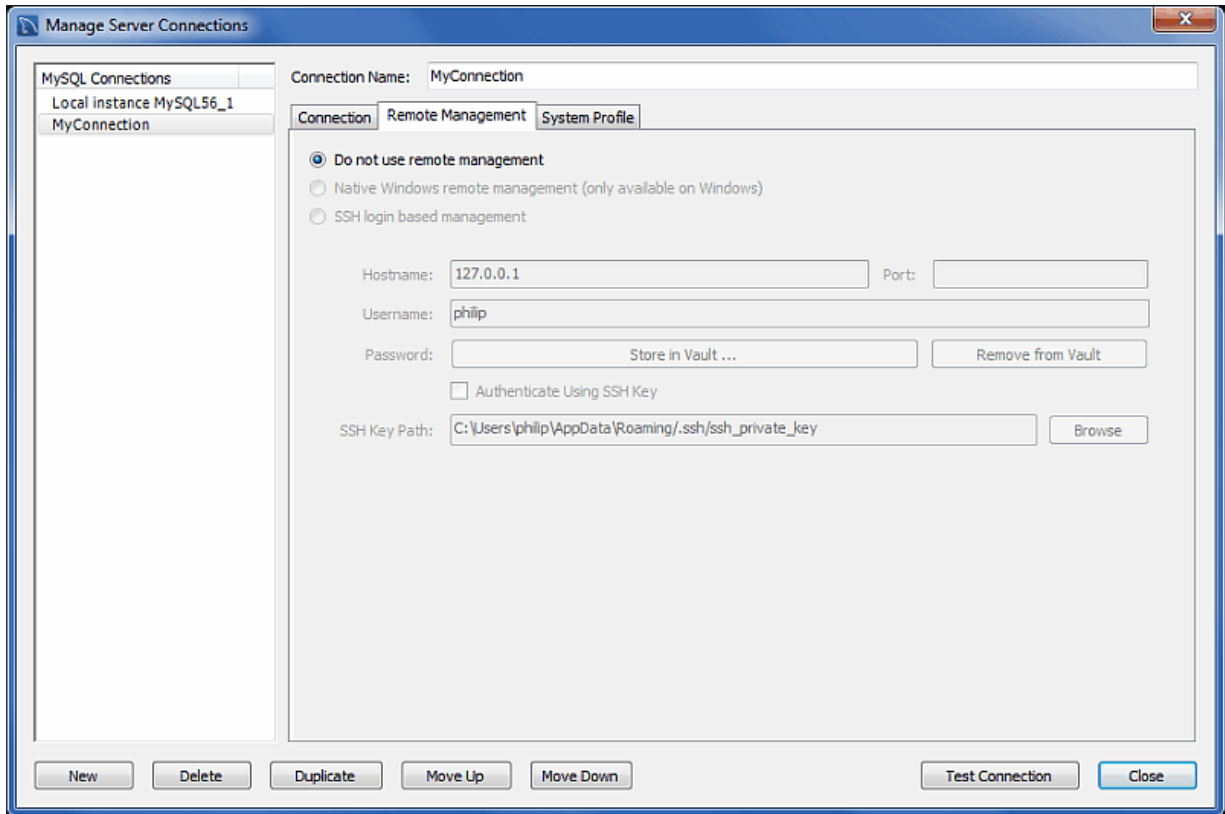 Manage Server Connections
MySQL Connections
Local instance MySQL56_1
MyConnection
Connection Name: MyConnection
Connection Remote Management System Profile
Do not use remote management
Native Windows remote management (only available on Windows)
SSH login based management
Hostname: 127.0.0.1 Port:
Username: philip
Password: Store in Vault ... Remove from Vault
Authenticate Using SSH Key
SSH Key Path: C:\Users\philip\AppData\Roaming/.ssh/ssh_private_key Browse
New Delete Duplicate Move Up Move Down Test Connection Close